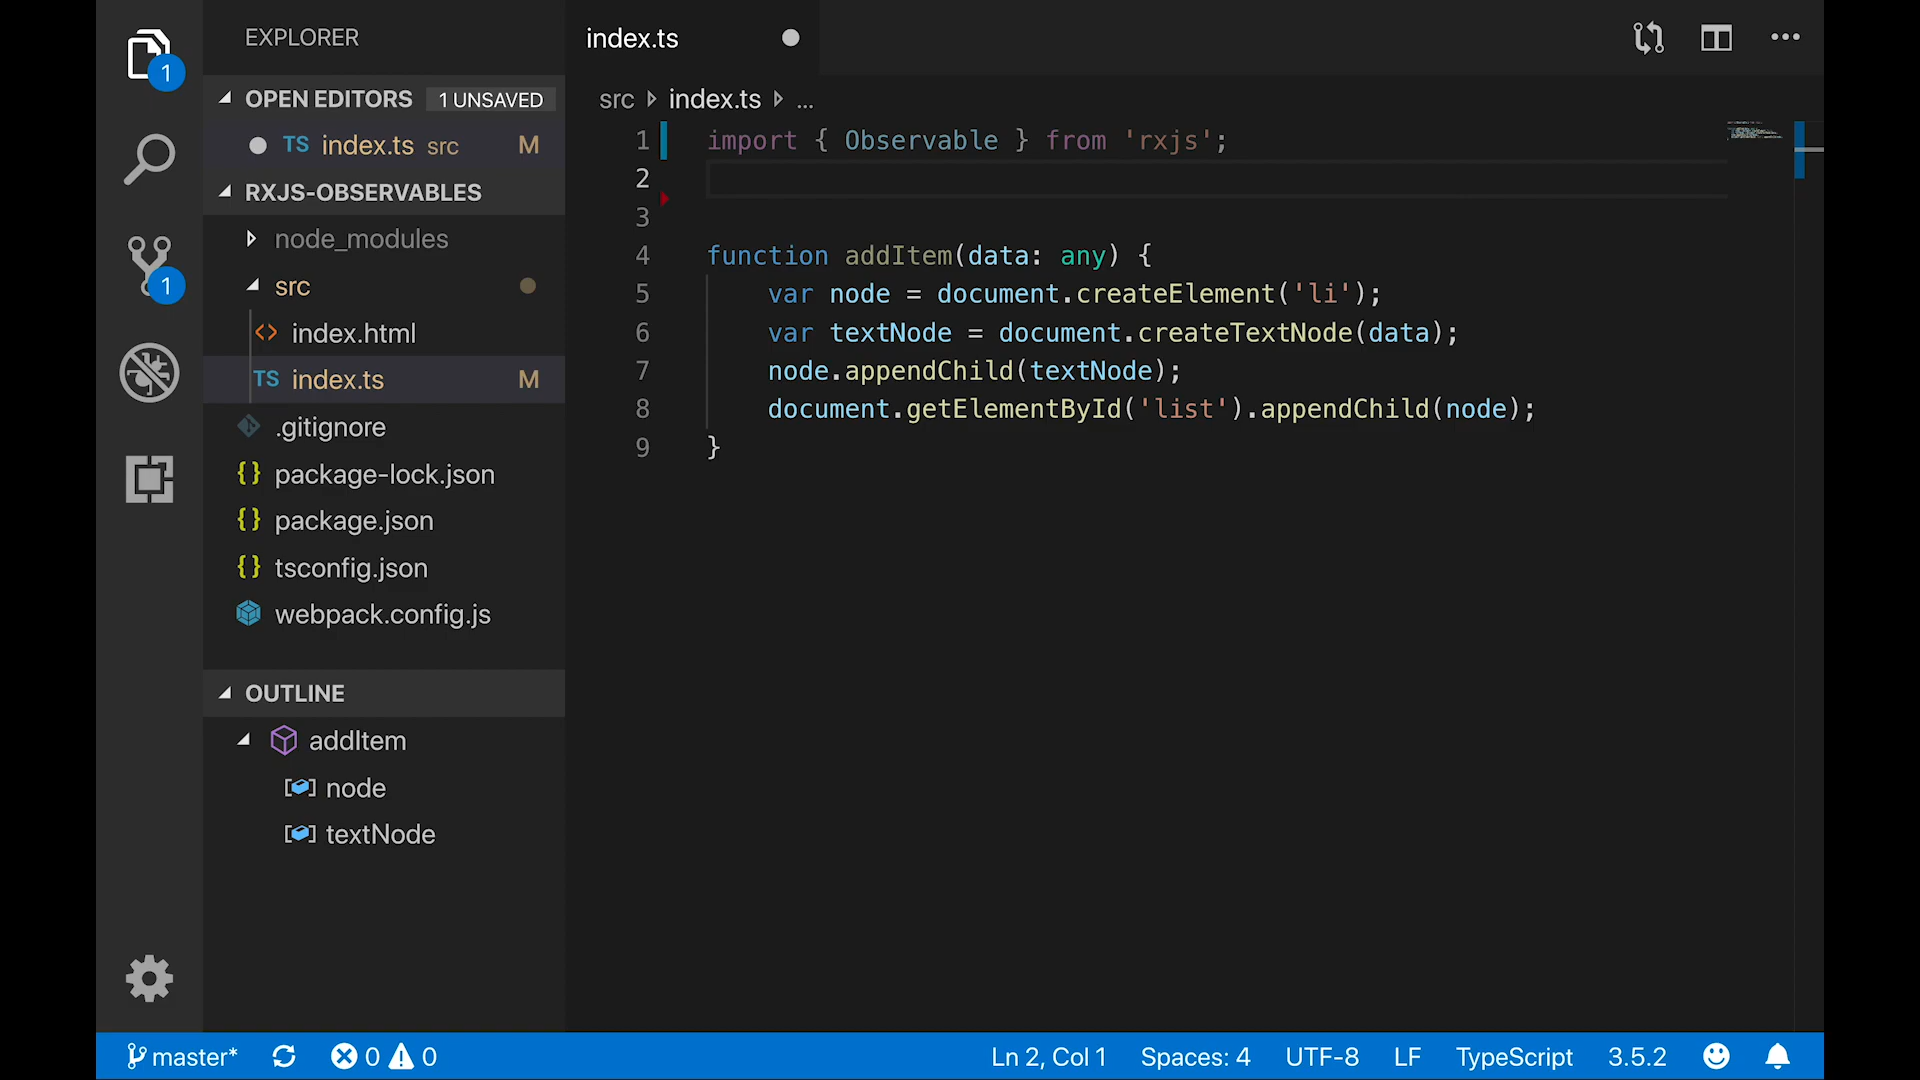 EXPLORER
OPEN EDITORS 1 UNSAVED
TS index.ts src M
RXJS-OBSERVABLES
node_modules
src
index.html
TS index.ts M
.gitignore
{} package-lock.json
{} package.json
{} tsconfig.json
webpack.config.js
OUTLINE
addItem
node
textNode
1
1
index.ts
src index.ts ...
1 import { Observable } from 'rxjs';
2
3
4 function addItem(data: any) {
5 var node = document.createElement('li');
6 var textNode = document.createTextNode(data);
7 node.appendChild(textNode);
8 document.getElementById('list').appendChild(node);
9 }
master* 0 0 Ln 2, Col 1 Spaces: 4 UTF-8 LF TypeScript 3.5.2